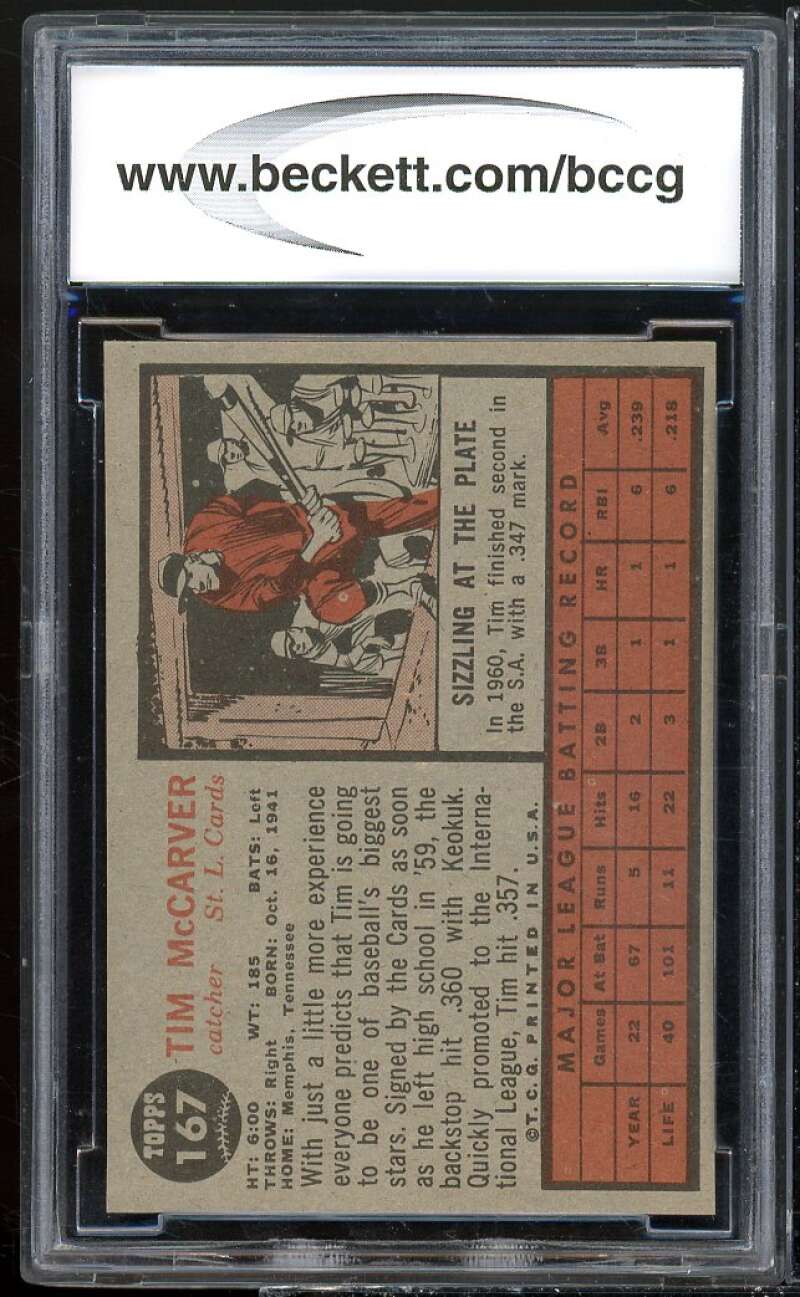 www.beckett.com/bccg
TOPPS
167
TIM McCARVER
catcher St. L. Cards
HT: 6:00 WT: 185 BATS: Left
THROWS: Right BORN: Oct. 16, 1941
HOME: Memphis, Tennessee
With just a little more experience
everyone predicts that Tim is going
to be one of baseball's biggest
stars. Signed by the Cards as soon
as he left high school in '59, the
backstop hit .360 with Keokuk.
Quickly promoted to the Interna-
tional League, Tim hit .357.
©T.C.G. PRINTED IN U.S.A.
SIZZLING AT THE PLATE
In 1960, Tim finished second in
the S.A. with a .347 mark.
MAJOR LEAGUE BATTING RECORD
Games At Bat Runs Hits 2B 3B HR RBI Avg
YEAR 22 67 5 16 2 1 1 6 .239
LIFE 40 101 11 22 3 1 1 6 .218